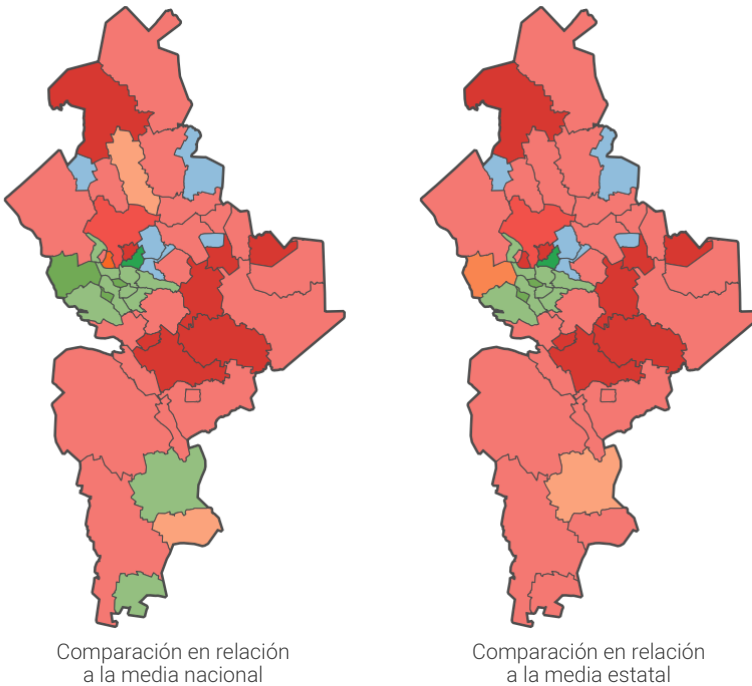 Comparación en relación
a la media nacional
Comparación en relación
a la media estatal